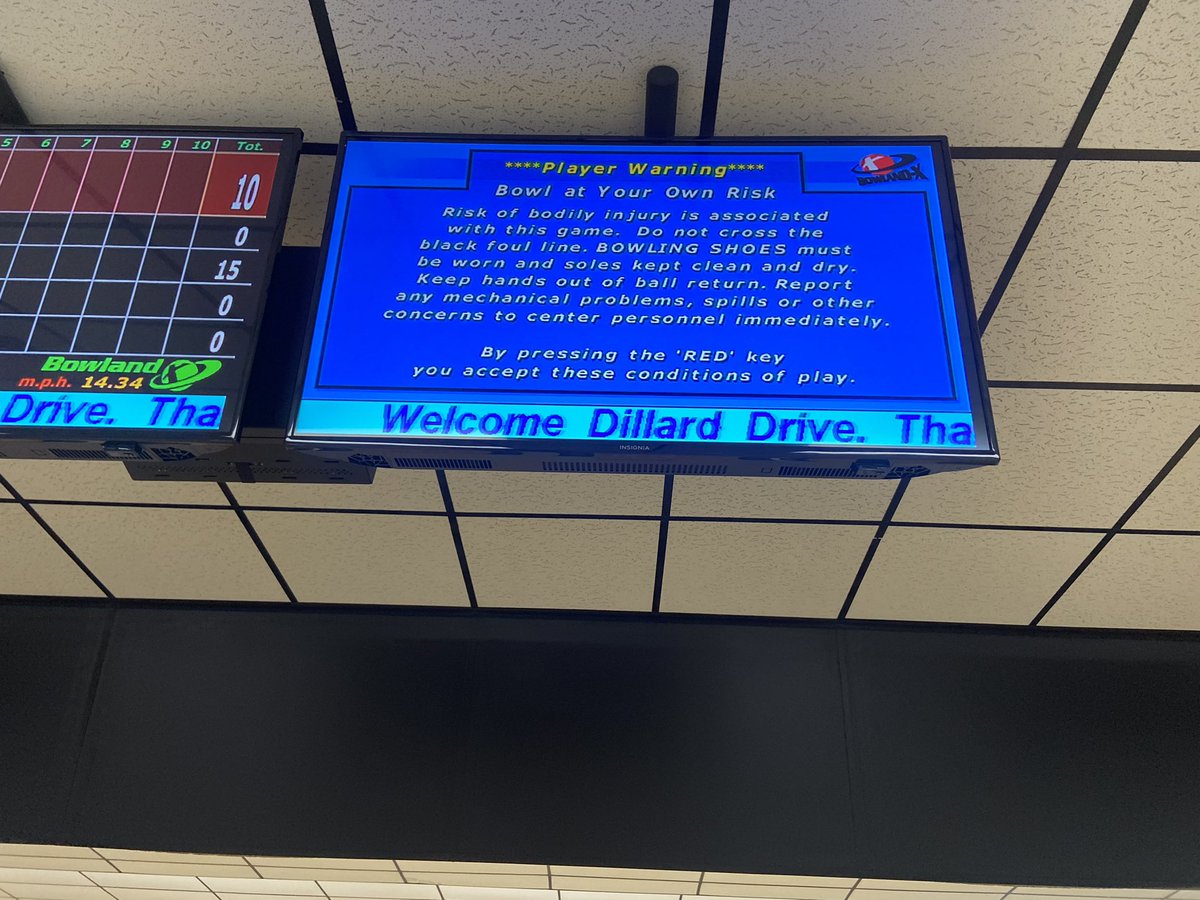 5 6 7 8 9 10 Tot.
10
0
15
0
0
Bowland X
m.p.h. 14.34
Drive. Tha
****Player Warning****
BOWLAND-X
Bowl at Your Own Risk
Risk of bodily injury is associated
with this game. Do not cross the
black foul line. BOWLING SHOES must
be worn and soles kept clean and dry.
Keep hands out of ball return. Report
any mechanical problems, spills or other
concerns to center personnel immediately.
By pressing the 'RED' key
you accept these conditions of play.
Welcome Dillard Drive. Tha
INSIGNIA